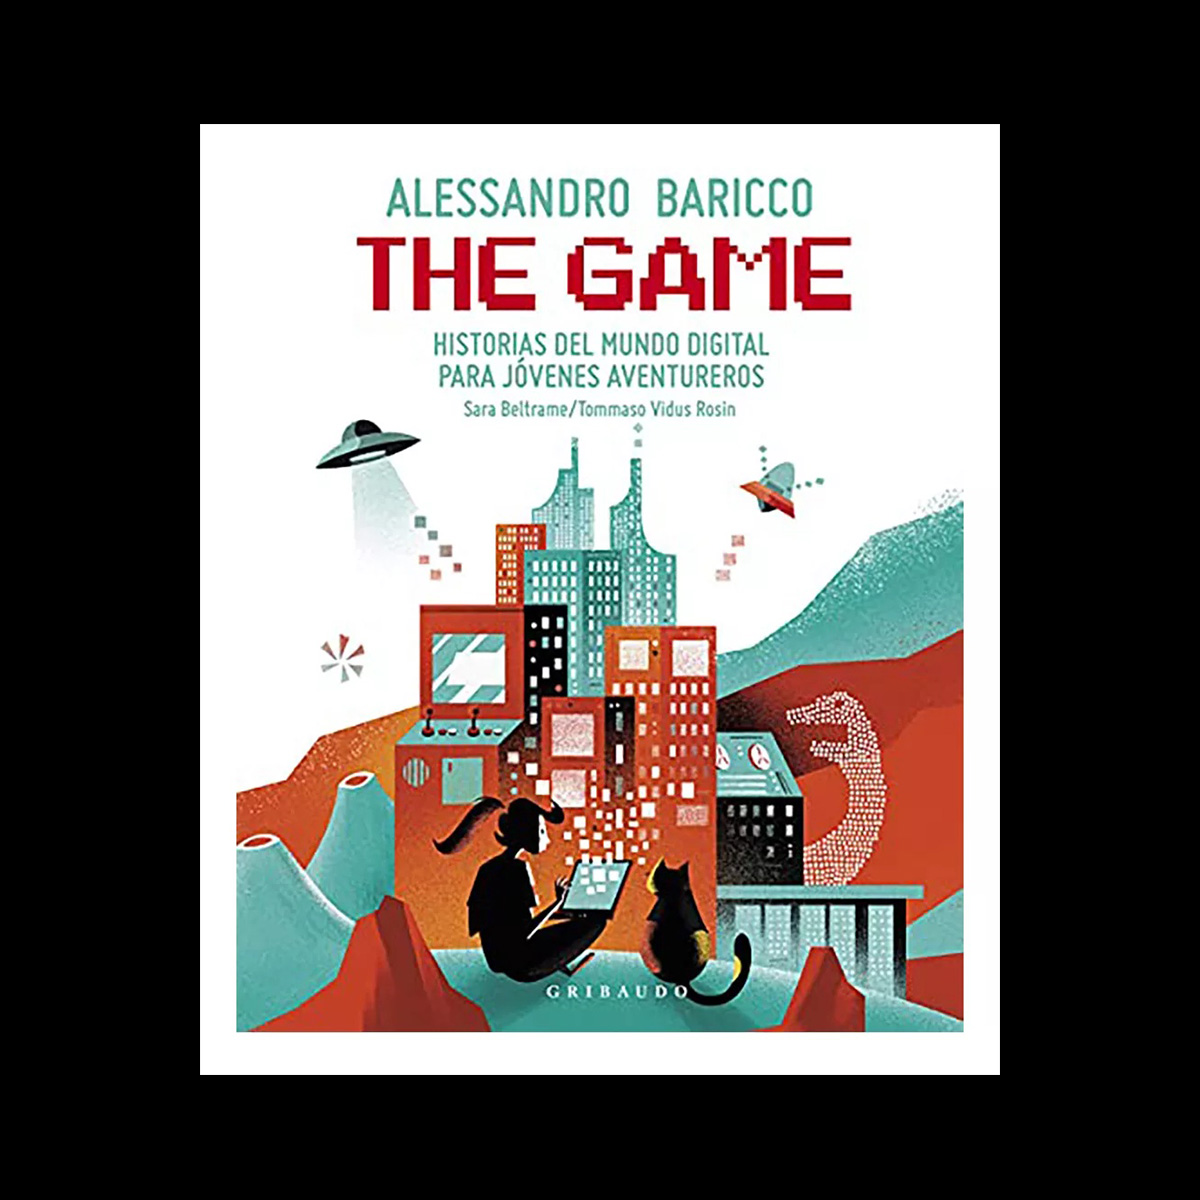 ALESSANDRO BARICCO
THE GAME
HISTORIAS DEL MUNDO DIGITAL
PARA JÓVENES AVENTUREROS
Sara Beltrame/Tommaso Vidus Rosin
GRIBAUDO